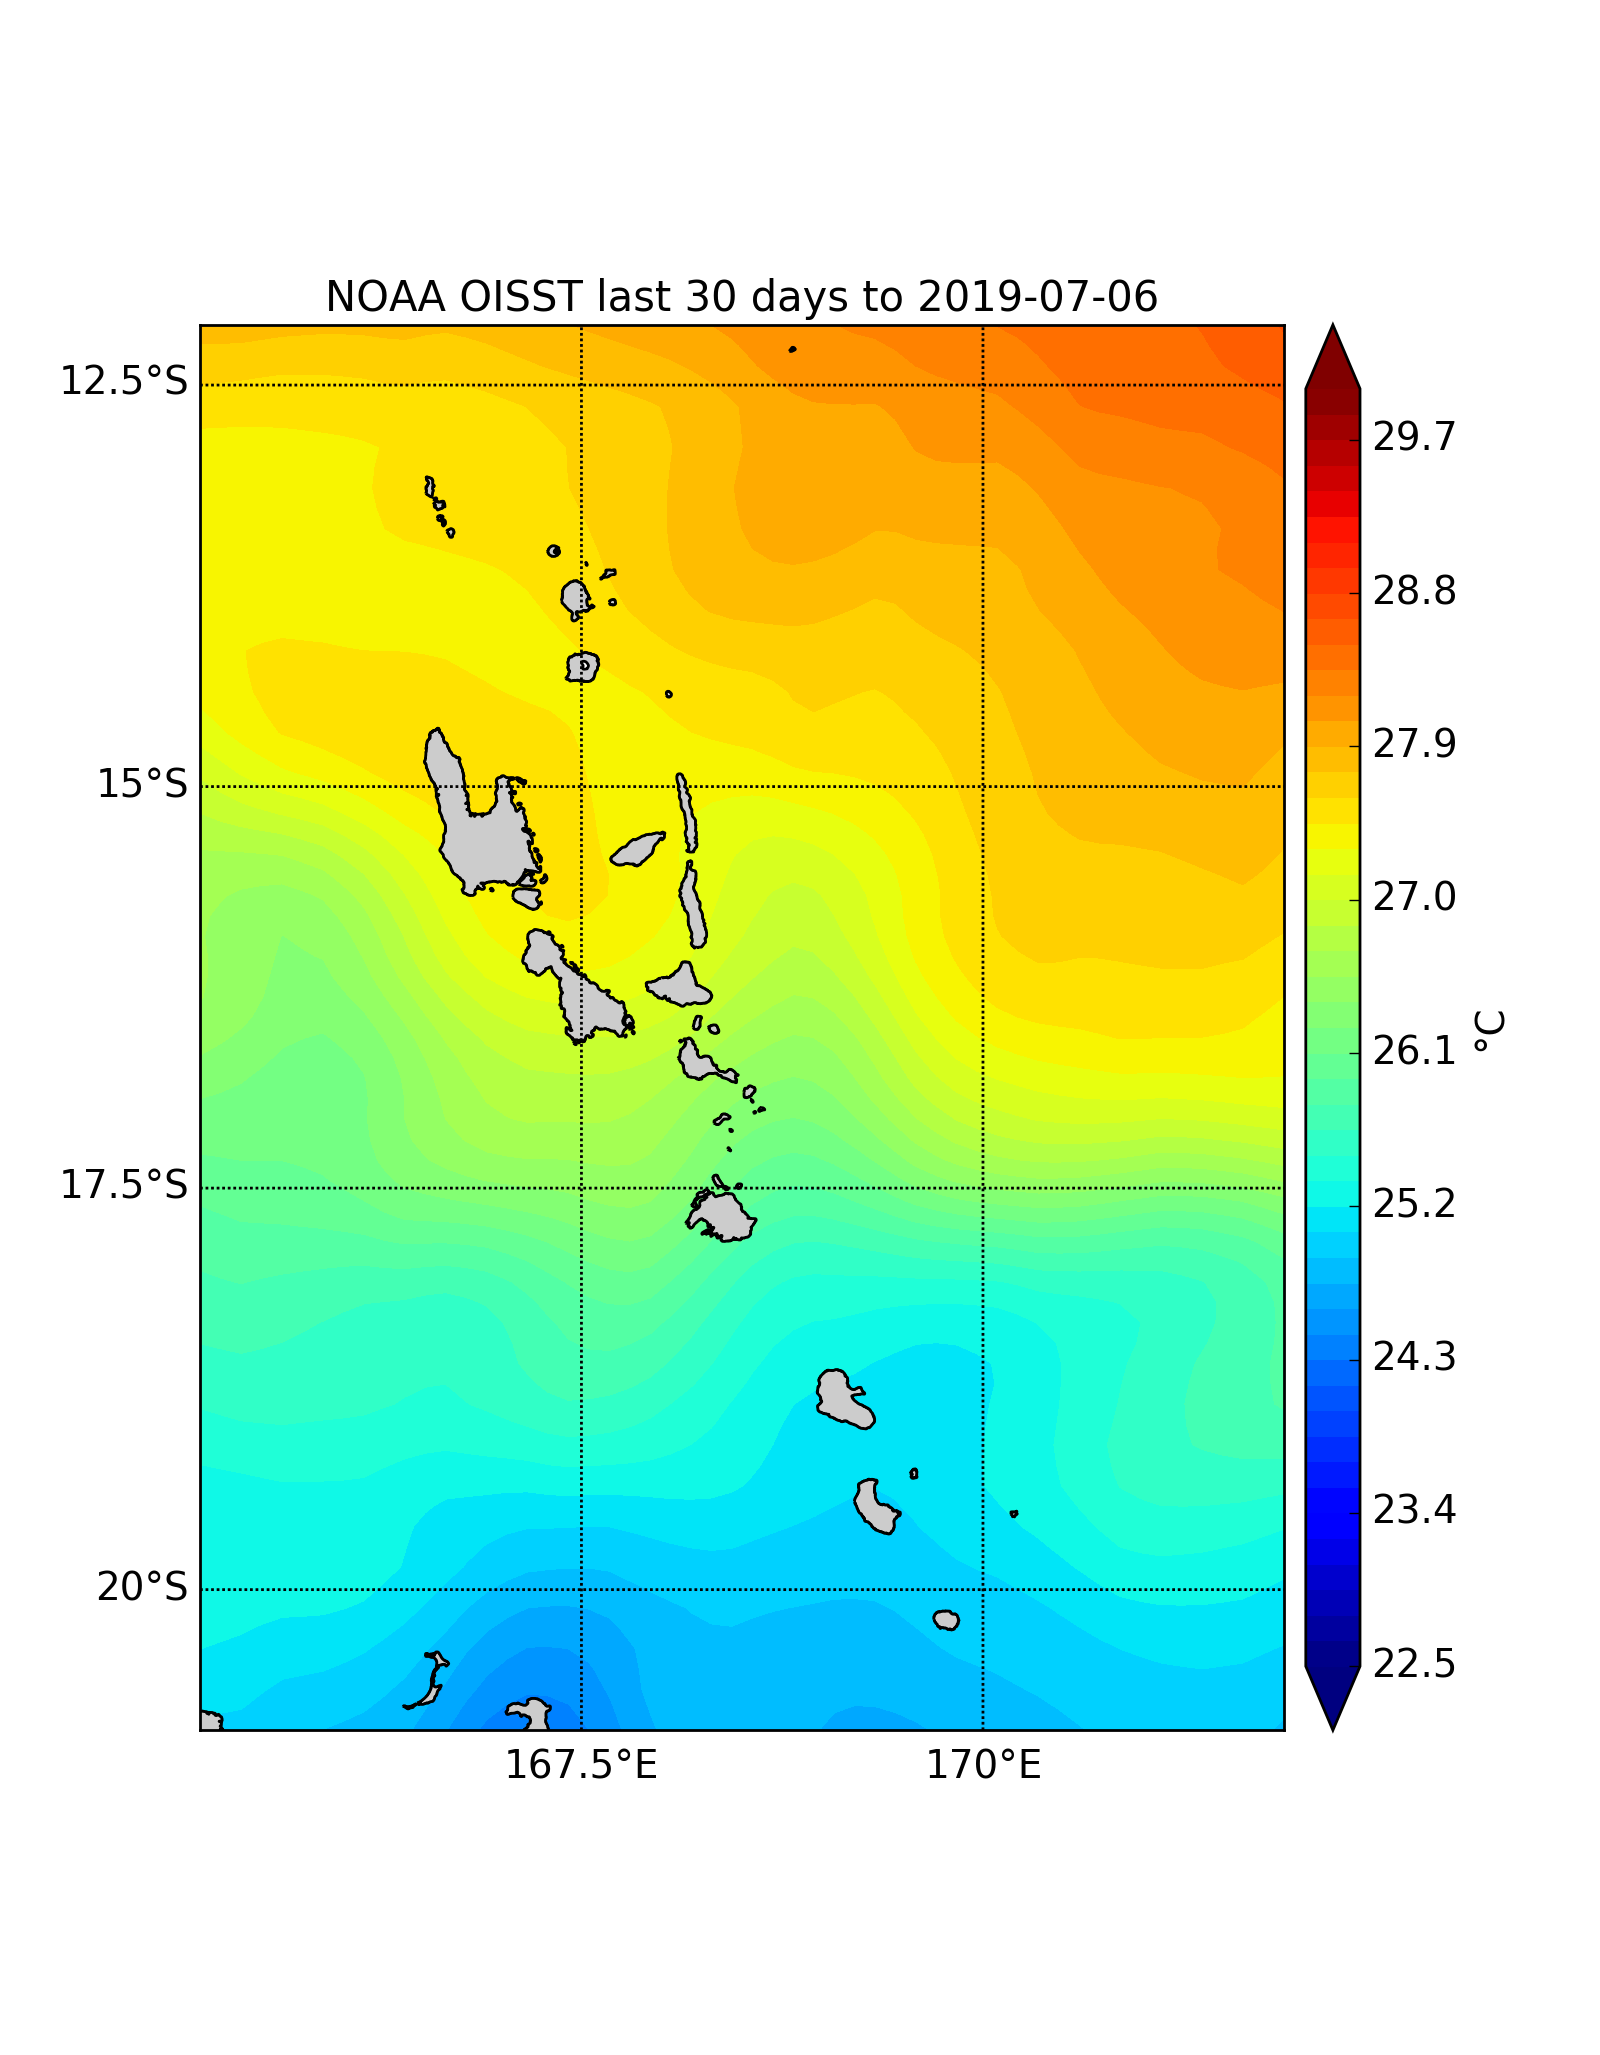 NOAA OISST last 30 days to 2019-07-06
12.5°S
15°S
17.5°S
20°S
167.5°E
170°E
29.7
28.8
27.9
27.0
26.1
25.2
24.3
23.4
22.5
°C